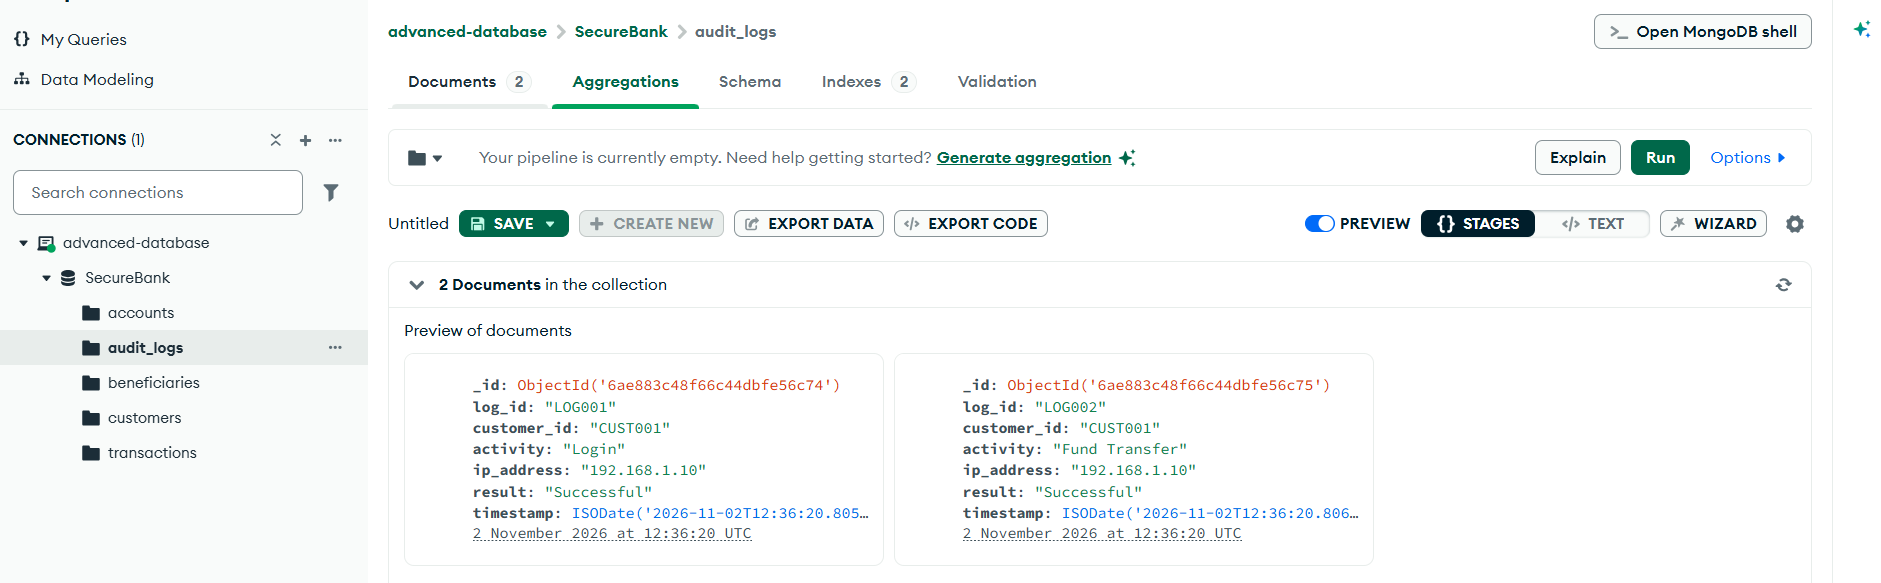 My Queries
Data Modeling
CONNECTIONS (1)
Search connections
advanced-database
SecureBank
accounts
audit_logs
beneficiaries
customers
transactions
advanced-database > SecureBank > audit_logs
>_ Open MongoDB shell
Documents 2 Aggregations Schema Indexes 2 Validation
Your pipeline is currently empty. Need help getting started? Generate aggregation
Explain Run Options
Untitled SAVE + CREATE NEW EXPORT DATA </> EXPORT CODE
PREVIEW {} STAGES </> TEXT WIZARD
2 Documents in the collection
Preview of documents
_id: ObjectId('6ae883c48f66c44dbfe56c74')
log_id: "LOG001"
customer_id: "CUST001"
activity: "Login"
ip_address: "192.168.1.10"
result: "Successful"
timestamp: ISODate('2026-11-02T12:36:20.805…
2 November 2026 at 12:36:20 UTC
_id: ObjectId('6ae883c48f66c44dbfe56c75')
log_id: "LOG002"
customer_id: "CUST001"
activity: "Fund Transfer"
ip_address: "192.168.1.10"
result: "Successful"
timestamp: ISODate('2026-11-02T12:36:20.806…
2 November 2026 at 12:36:20 UTC